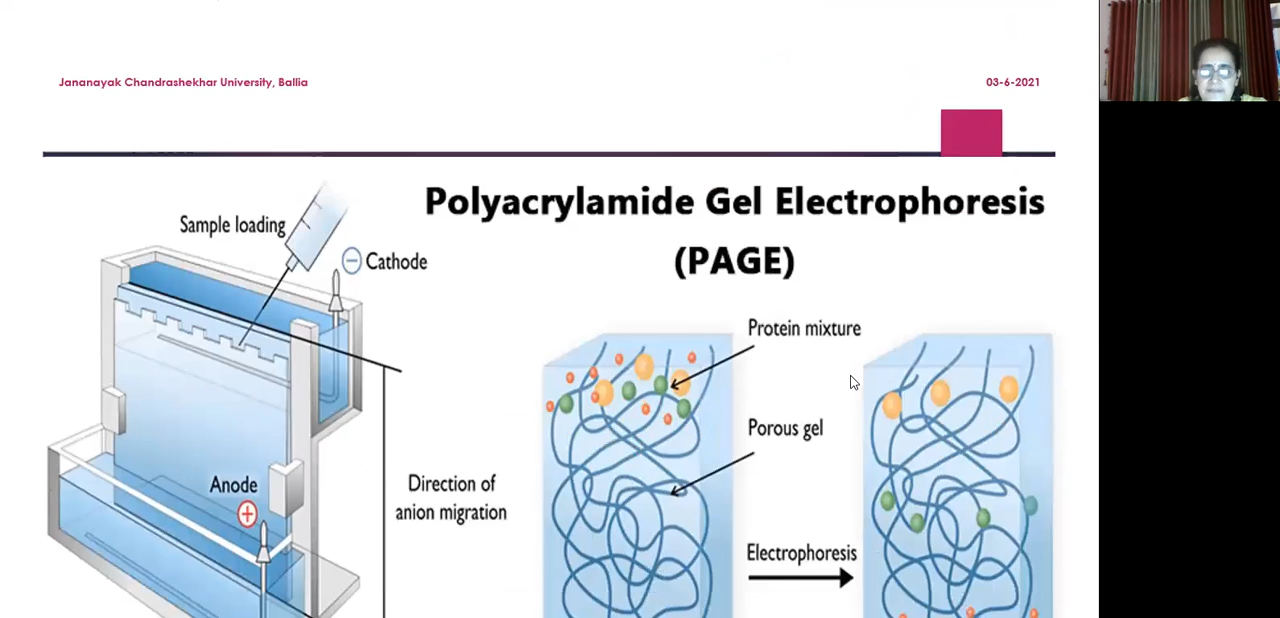 Jananayak Chandrashekhar University, Ballia
03-6-2021
Polyacrylamide Gel Electrophoresis
(PAGE)
Sample loading
− Cathode
Protein mixture
Porous gel
Anode
+
Direction of
anion migration
Electrophoresis